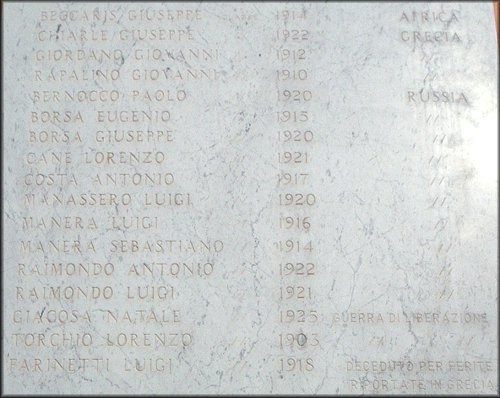 BECCARIS GIUSEPPE 1914 AFRICA
CHIARLE GIUSEPPE 1922 GRECIA
GIORDANO GIOVANNI 〃 1912 〃
RAPALINO GIOVANNI 〃 1910 〃
BERNOCCO PAOLO 1920 RUSSIA
BORSA EUGENIO 〃 1915 〃
BORSA GIUSEPPE 〃 1920 〃
CANE LORENZO 〃 1921 〃
COSTA ANTONIO 〃 1917 〃
MANASSERO LUIGI 〃 1920 〃
MANERA LUIGI 〃 1916 〃
MANERA SEBASTIANO 〃 1914 〃
RAIMONDO ANTONIO 〃 1922 〃
RAIMONDO LUIGI 〃 1921 〃
GIACOSA NATALE 〃 1925 GUERRA DI LIBERAZIONE
TORCHIO LORENZO 〃 1903 〃 〃 〃
FARINETTI LUIGI 〃 1918 DECEDUTO PER FERITE
RIPORTATE IN GRECIA